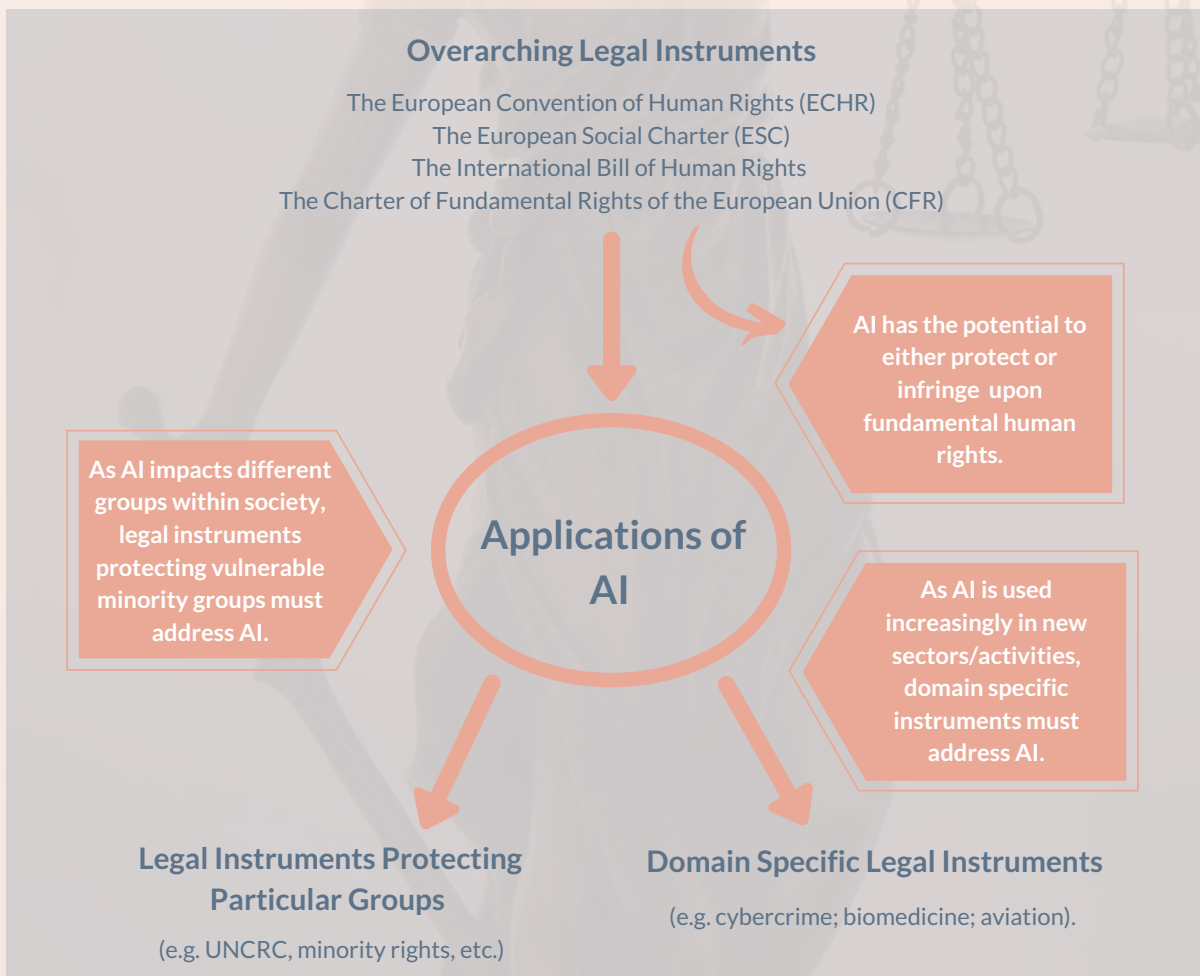 Overarching Legal Instruments
The European Convention of Human Rights (ECHR)
The European Social Charter (ESC)
The International Bill of Human Rights
The Charter of Fundamental Rights of the European Union (CFR)
AI has the potential to
either protect or
infringe upon
fundamental human
rights.
As AI impacts different
groups within society,
legal instruments
protecting vulnerable
minority groups must
address AI.
Applications of
AI
As AI is used
increasingly in new
sectors/activities,
domain specific
instruments must
address AI.
Legal Instruments Protecting
Particular Groups
(e.g. UNCRC, minority rights, etc.)
Domain Specific Legal Instruments
(e.g. cybercrime; biomedicine; aviation).